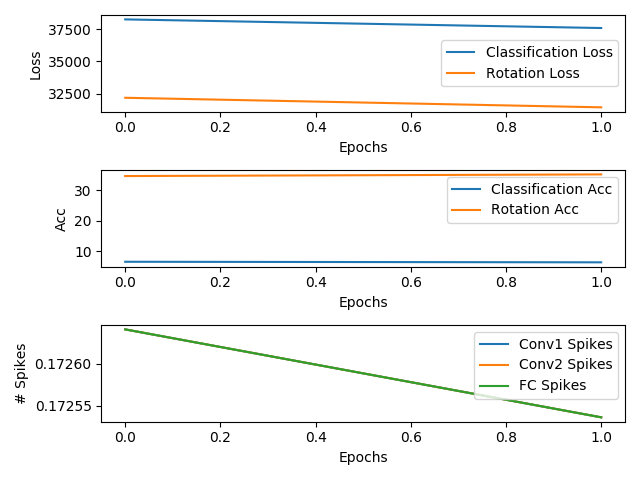 37500
35000
32500
Loss
Classification Loss
Rotation Loss
0.0 0.2 0.4 0.6 0.8 1.0
Epochs
30
20
10
Acc
Classification Acc
Rotation Acc
0.0 0.2 0.4 0.6 0.8 1.0
Epochs
0.17260
0.17255
# Spikes
Conv1 Spikes
Conv2 Spikes
FC Spikes
0.0 0.2 0.4 0.6 0.8 1.0
Epochs